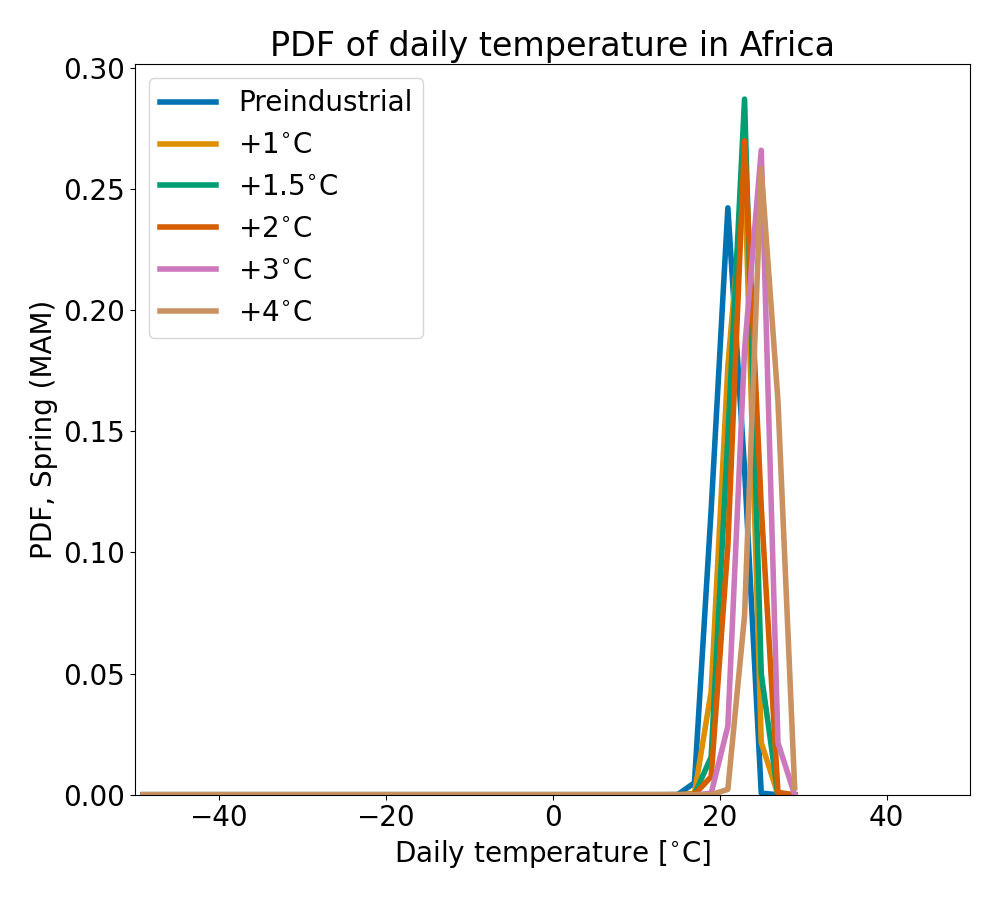 PDF of daily temperature in Africa
0.30
0.25
0.20
0.15
0.10
0.05
0.00
PDF, Spring (MAM)
Preindustrial
+1°C
+1.5°C
+2°C
+3°C
+4°C
−40 −20 0 20 40
Daily temperature [°C]